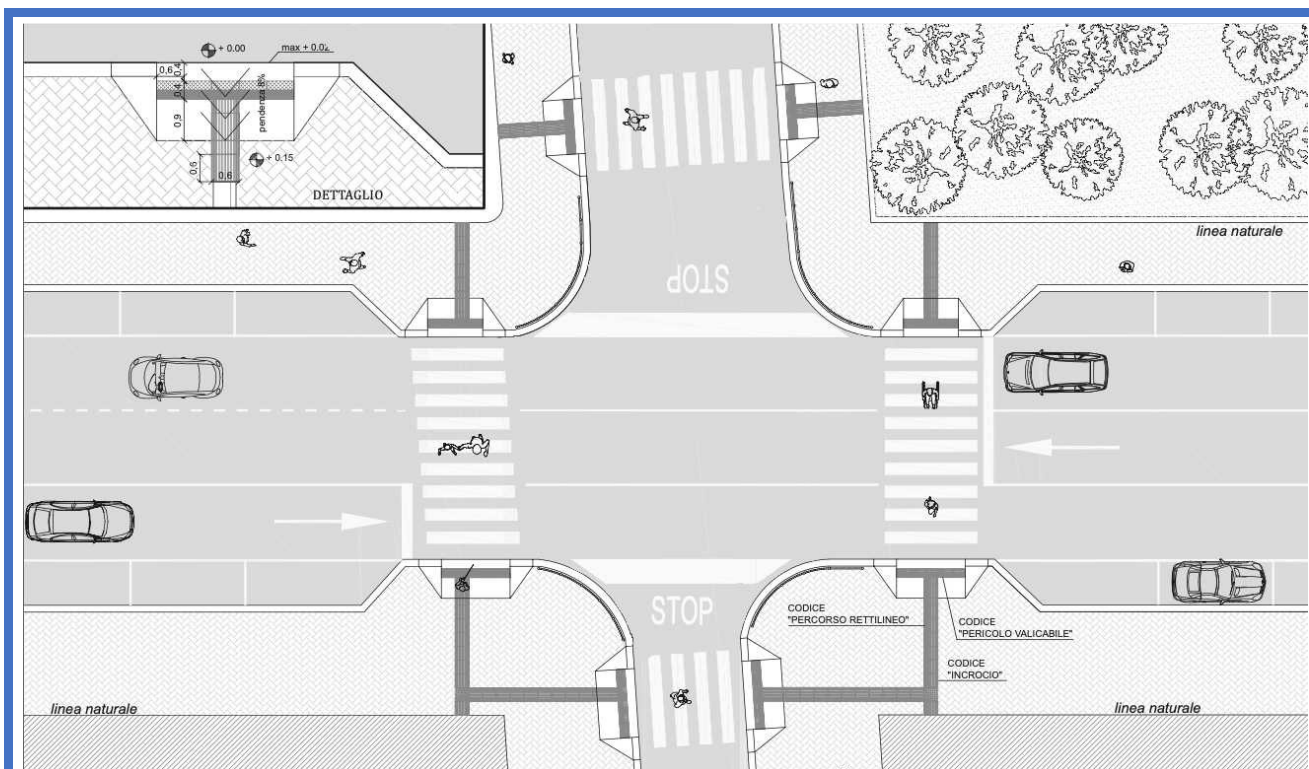 + 0.00
max + 0.02
0,6
0,4
0,4
pendenza 8%
0,9
+ 0.15
0,6
0,6
DETTAGLIO
linea naturale
STOP
STOP
CODICE
"PERCORSO RETTILINEO"
CODICE
"PERICOLO VALICABILE"
CODICE
"INCROCIO"
linea naturale
linea naturale